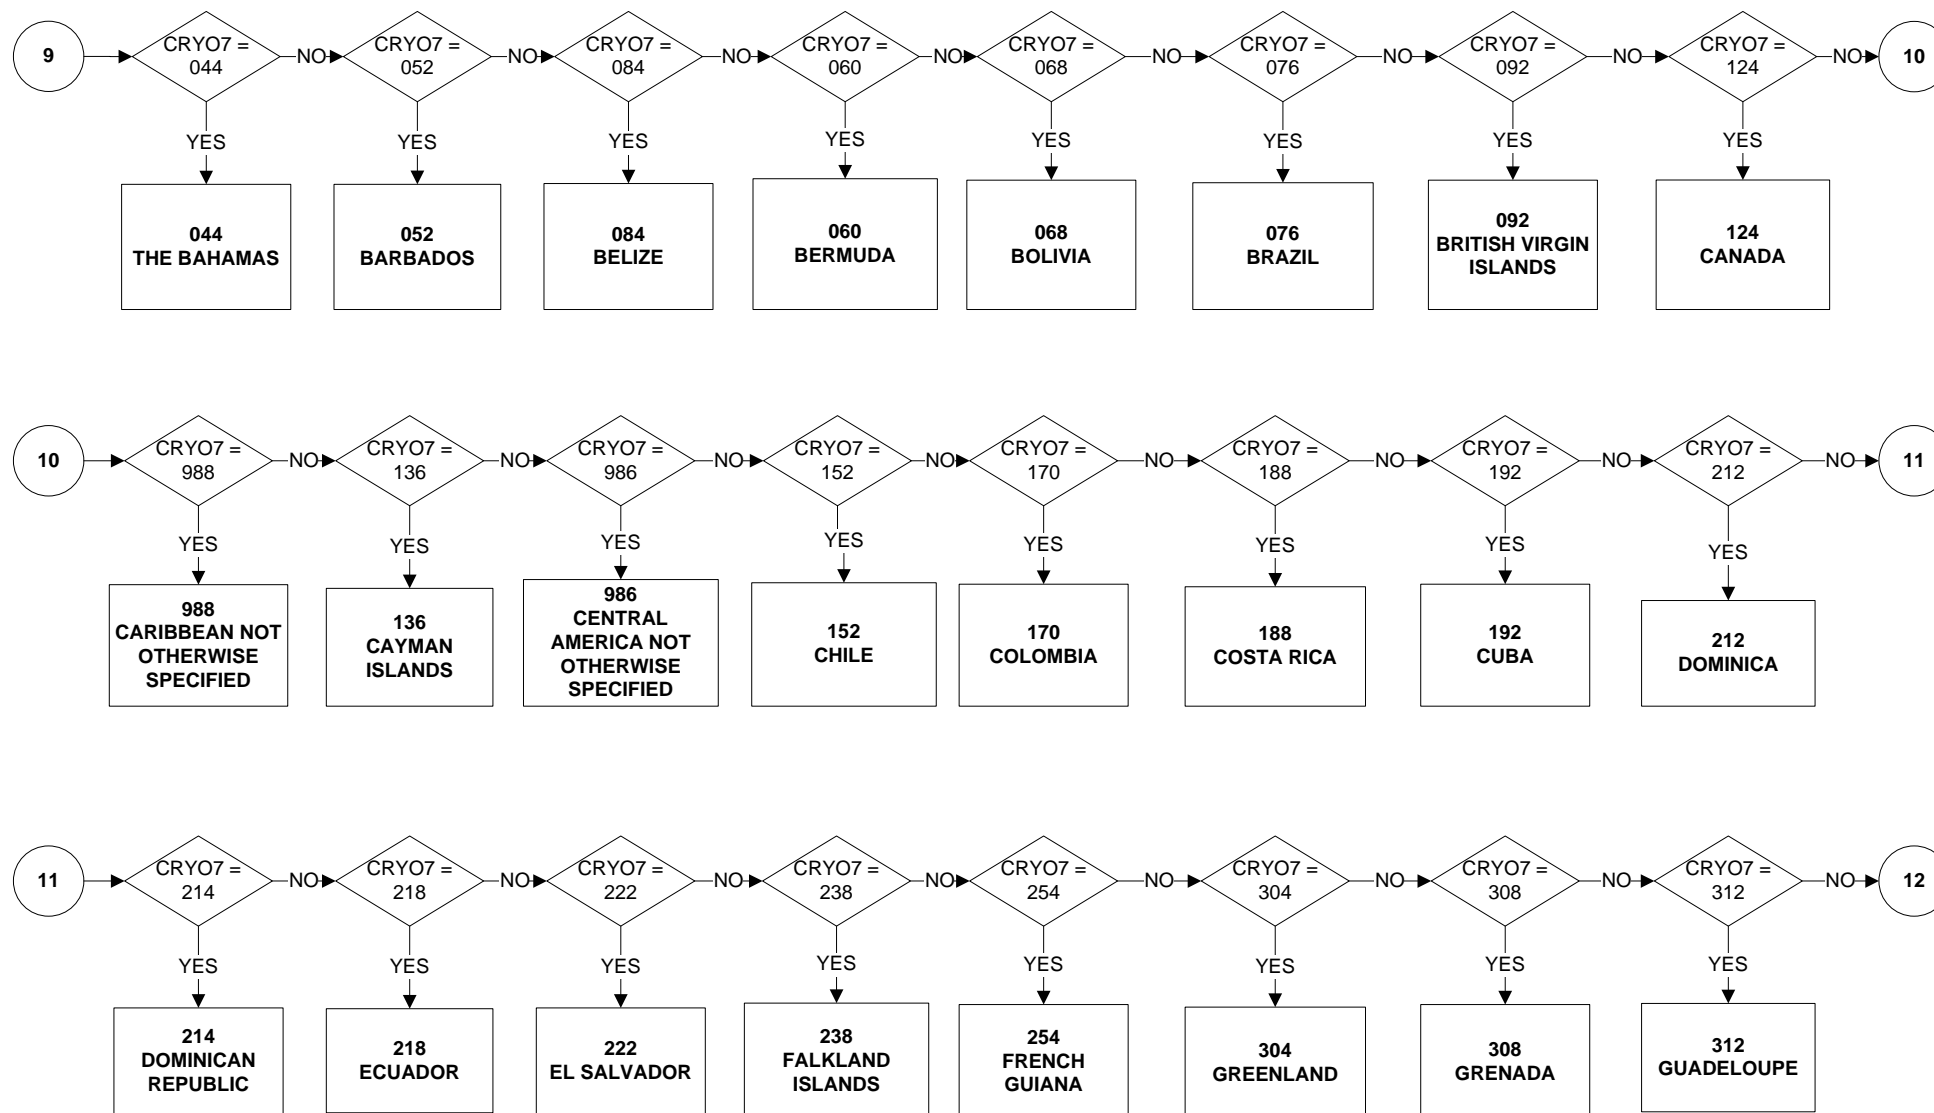 9
CRYO7 =
044
NO
CRYO7 =
052
NO
CRYO7 =
084
NO
CRYO7 =
060
NO
CRYO7 =
068
NO
CRYO7 =
076
NO
CRYO7 =
092
NO
CRYO7 =
124
NO
10
YES
YES
YES
YES
YES
YES
YES
YES
044
THE BAHAMAS
052
BARBADOS
084
BELIZE
060
BERMUDA
068
BOLIVIA
076
BRAZIL
092
BRITISH VIRGIN
ISLANDS
124
CANADA
10
CRYO7 =
988
NO
CRYO7 =
136
NO
CRYO7 =
986
NO
CRYO7 =
152
NO
CRYO7 =
170
NO
CRYO7 =
188
NO
CRYO7 =
192
NO
CRYO7 =
212
NO
11
YES
YES
YES
YES
YES
YES
YES
YES
988
CARIBBEAN NOT
OTHERWISE
SPECIFIED
136
CAYMAN
ISLANDS
986
CENTRAL
AMERICA NOT
OTHERWISE
SPECIFIED
152
CHILE
170
COLOMBIA
188
COSTA RICA
192
CUBA
212
DOMINICA
11
CRYO7 =
214
NO
CRYO7 =
218
NO
CRYO7 =
222
NO
CRYO7 =
238
NO
CRYO7 =
254
NO
CRYO7 =
304
NO
CRYO7 =
308
NO
CRYO7 =
312
NO
12
YES
YES
YES
YES
YES
YES
YES
YES
214
DOMINICAN
REPUBLIC
218
ECUADOR
222
EL SALVADOR
238
FALKLAND
ISLANDS
254
FRENCH
GUIANA
304
GREENLAND
308
GRENADA
312
GUADELOUPE